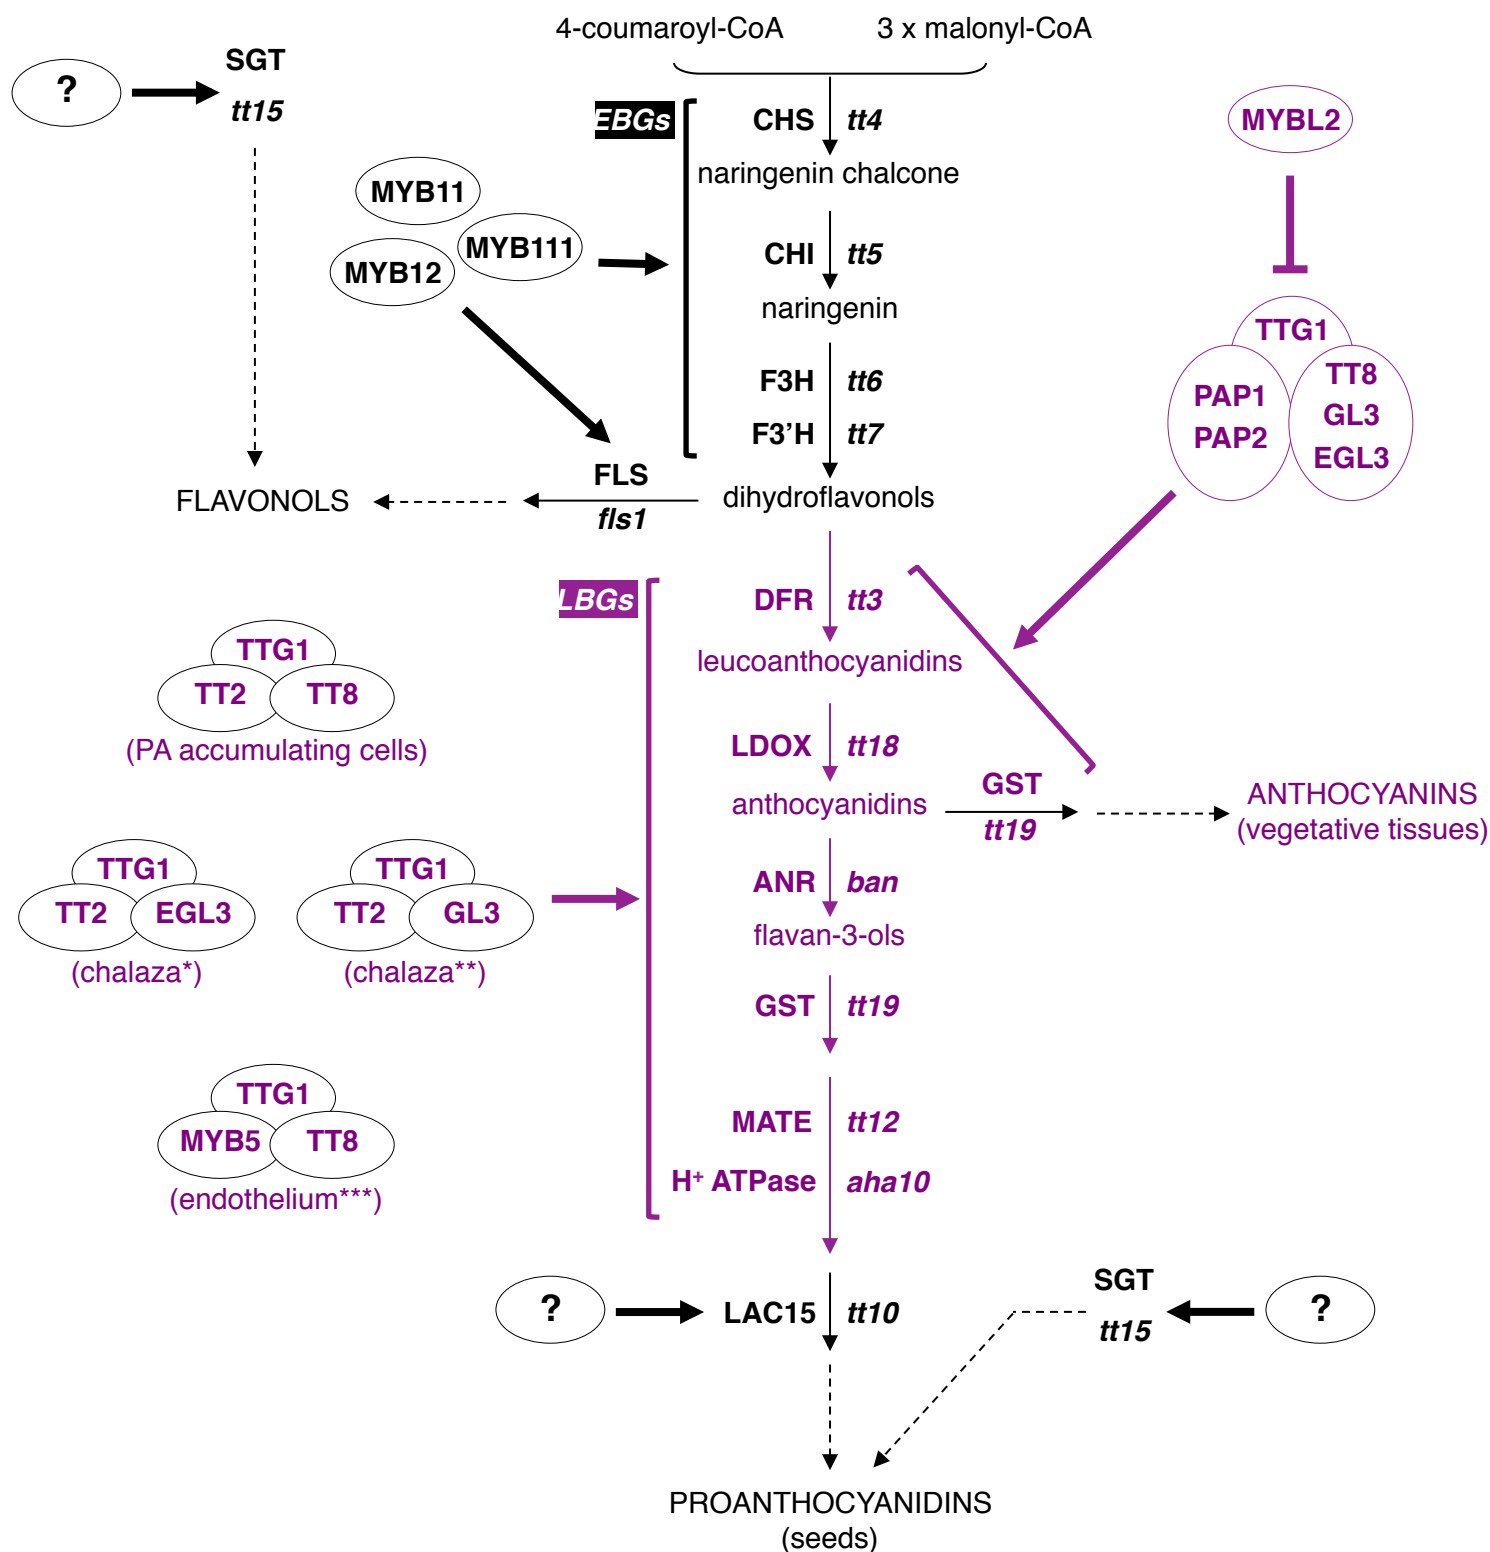 4-coumaroyl-CoA 3 x malonyl-CoA
?
SGT
tt15
EBGs
CHS tt4
MYBL2
naringenin chalcone
MYB11
MYB111
MYB12
CHI tt5
naringenin
TTG1
PAP1
PAP2
TT8
GL3
EGL3
F3H tt6
F3’H tt7
FLS
fls1
FLAVONOLS
dihydroflavonols
LBGs
DFR tt3
leucoanthocyanidins
TTG1
TT2 TT8
(PA accumulating cells)
LDOX tt18
anthocyanidins
GST
tt19
ANTHOCYANINS
(vegetative tissues)
TTG1
TT2 EGL3
(chalaza*)
TTG1
TT2 GL3
(chalaza**)
ANR ban
flavan-3-ols
GST tt19
TTG1
MYB5 TT8
(endothelium***)
MATE tt12
H+ ATPase aha10
?
LAC15 tt10
SGT
tt15
?
PROANTHOCYANIDINS
(seeds)